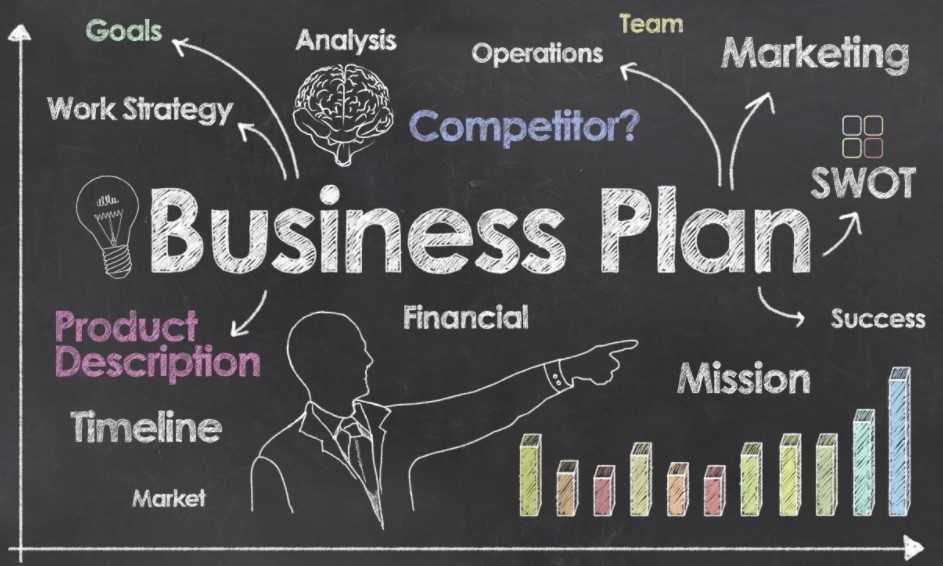 Goals
Analysis
Operations
Team
Marketing
Work Strategy
Competitor?
SWOT
Business Plan
Product
Description
Financial
Success
Mission
Timeline
Market